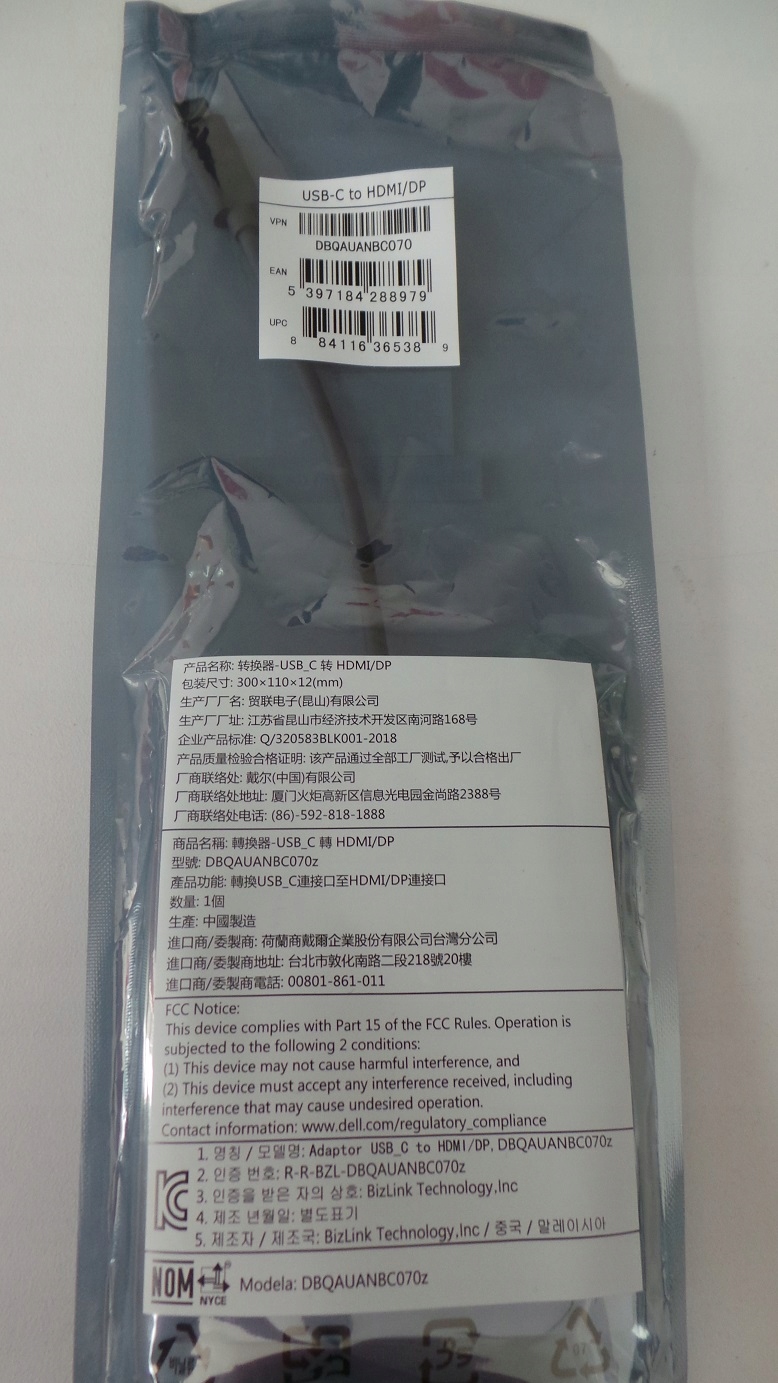 USB-C to HDMI/DP
VPN
DBQAUANBC070
EAN
5 397184 288979
UPC
8 84116 36538 9
产品名称: 转换器-USB_C 转 HDMI/DP
包装尺寸: 300×110×12(mm)
生产厂厂名: 贸联电子(昆山)有限公司
生产厂厂址: 江苏省昆山市经济技术开发区南河路168号
企业产品标准: Q/320583BLK001-2018
产品质量检验合格证明: 该产品通过全部工厂测试,予以合格出厂
厂商联络处: 戴尔(中国)有限公司
厂商联络处地址: 厦门火炬高新区信息光电园金尚路2388号
厂商联络处电话: (86)-592-818-1888
商品名稱: 轉換器-USB_C 轉 HDMI/DP
型號: DBQAUANBC070z
產品功能: 轉換USB_C連接口至HDMI/DP連接口
数量: 1個
生產: 中國製造
進口商/委製商: 荷蘭商戴爾企業股份有限公司台灣分公司
進口商/委製商地址: 台北市敦化南路二段218號20樓
進口商/委製商電話: 00801-861-011
FCC Notice:
This device complies with Part 15 of the FCC Rules. Operation is
subjected to the following 2 conditions:
(1) This device may not cause harmful interference, and
(2) This device must accept any interference received, including
interference that may cause undesired operation.
Contact information: www.dell.com/regulatory_compliance
1. 명칭 / 모델명: Adaptor USB_C to HDMI/DP, DBQAUANBC070z
2. 인증 번호: R-R-BZL-DBQAUANBC070z
3. 인증을 받은 자의 상호: BizLink Technology,Inc
4. 제조 년월일: 별도표기
5. 제조자 / 제조국: BizLink Technology,Inc / 중국 / 말레이시아
NOM
NYCE
Modela: DBQAUANBC070z